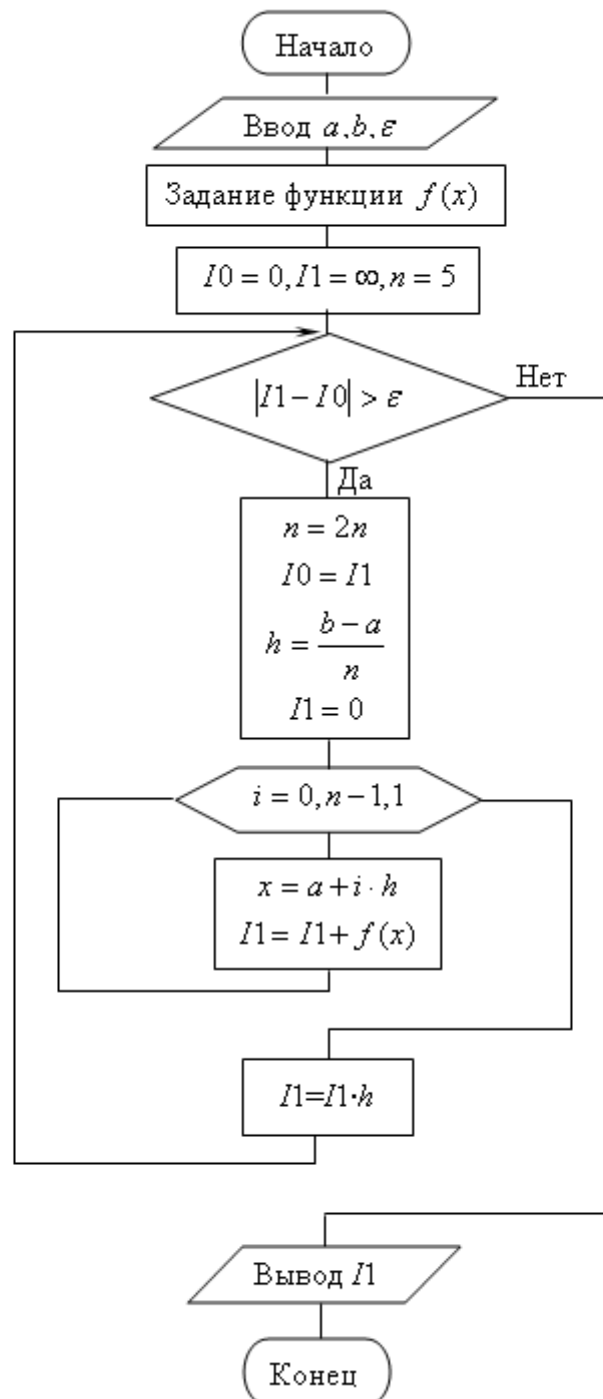 Начало
Ввод a,b,ε
Задание функции f(x)
I0 = 0, I1 = ∞, n = 5
|I1 − I0| > ε
Нет
Да
n = 2n
I0 = I1
h = (b − a)/n
I1 = 0
i = 0, n − 1, 1
x = a + i · h
I1 = I1 + f(x)
I1=I1·h
Вывод I1
Конец